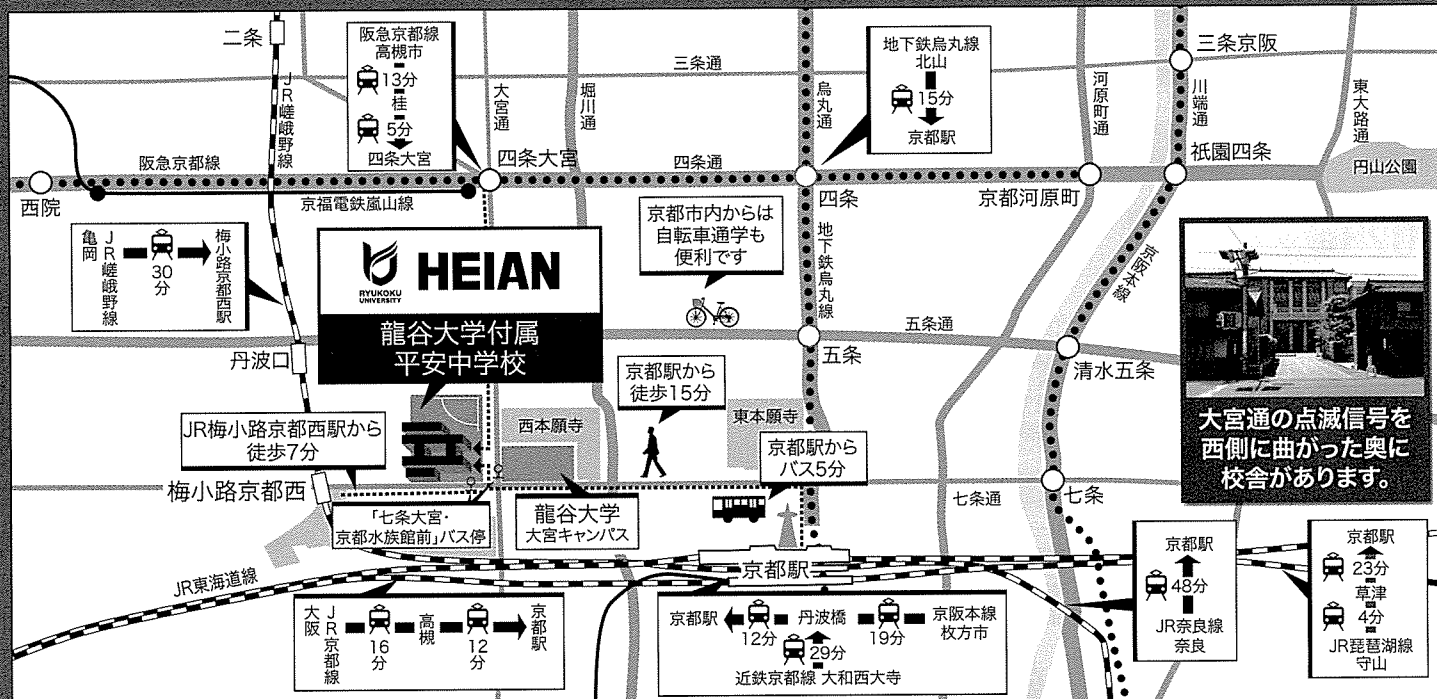 二条
JR嵯峨野線
阪急京都線
高槻市
13分
桂
5分
四条大宮
大宮通
堀川通
三条通
烏丸通
地下鉄烏丸線
北山
15分
京都駅
河原町通
三条京阪
川端通
東大路通
阪急京都線
四条大宮
四条通
祇園四条
円山公園
西院
京福電鉄嵐山線
四条
京都河原町
亀岡
JR嵯峨野線
30分
梅小路京都西駅
RYUKOKU
UNIVERSITY
HEIAN
龍谷大学付属
平安中学校
京都市内からは
自転車通学も
便利です
地下鉄烏丸線
京阪本線
五条通
丹波口
五条
清水五条
京都駅から
徒歩15分
JR梅小路京都西駅から
徒歩7分
西本願寺
東本願寺
京都駅から
バス5分
大宮通の点滅信号を
西側に曲がった奥に
校舎があります。
梅小路京都西
「七条大宮・
京都水族館前」バス停
龍谷大学
大宮キャンパス
七条通
七条
JR東海道線
京都駅
大阪
JR京都線
16分
高槻
12分
京都駅
京都駅
12分
丹波橋
19分
京阪本線
枚方市
29分
近鉄京都線 大和西大寺
京都駅
48分
JR奈良線
奈良
京都駅
23分
草津
4分
JR琵琶湖線
守山